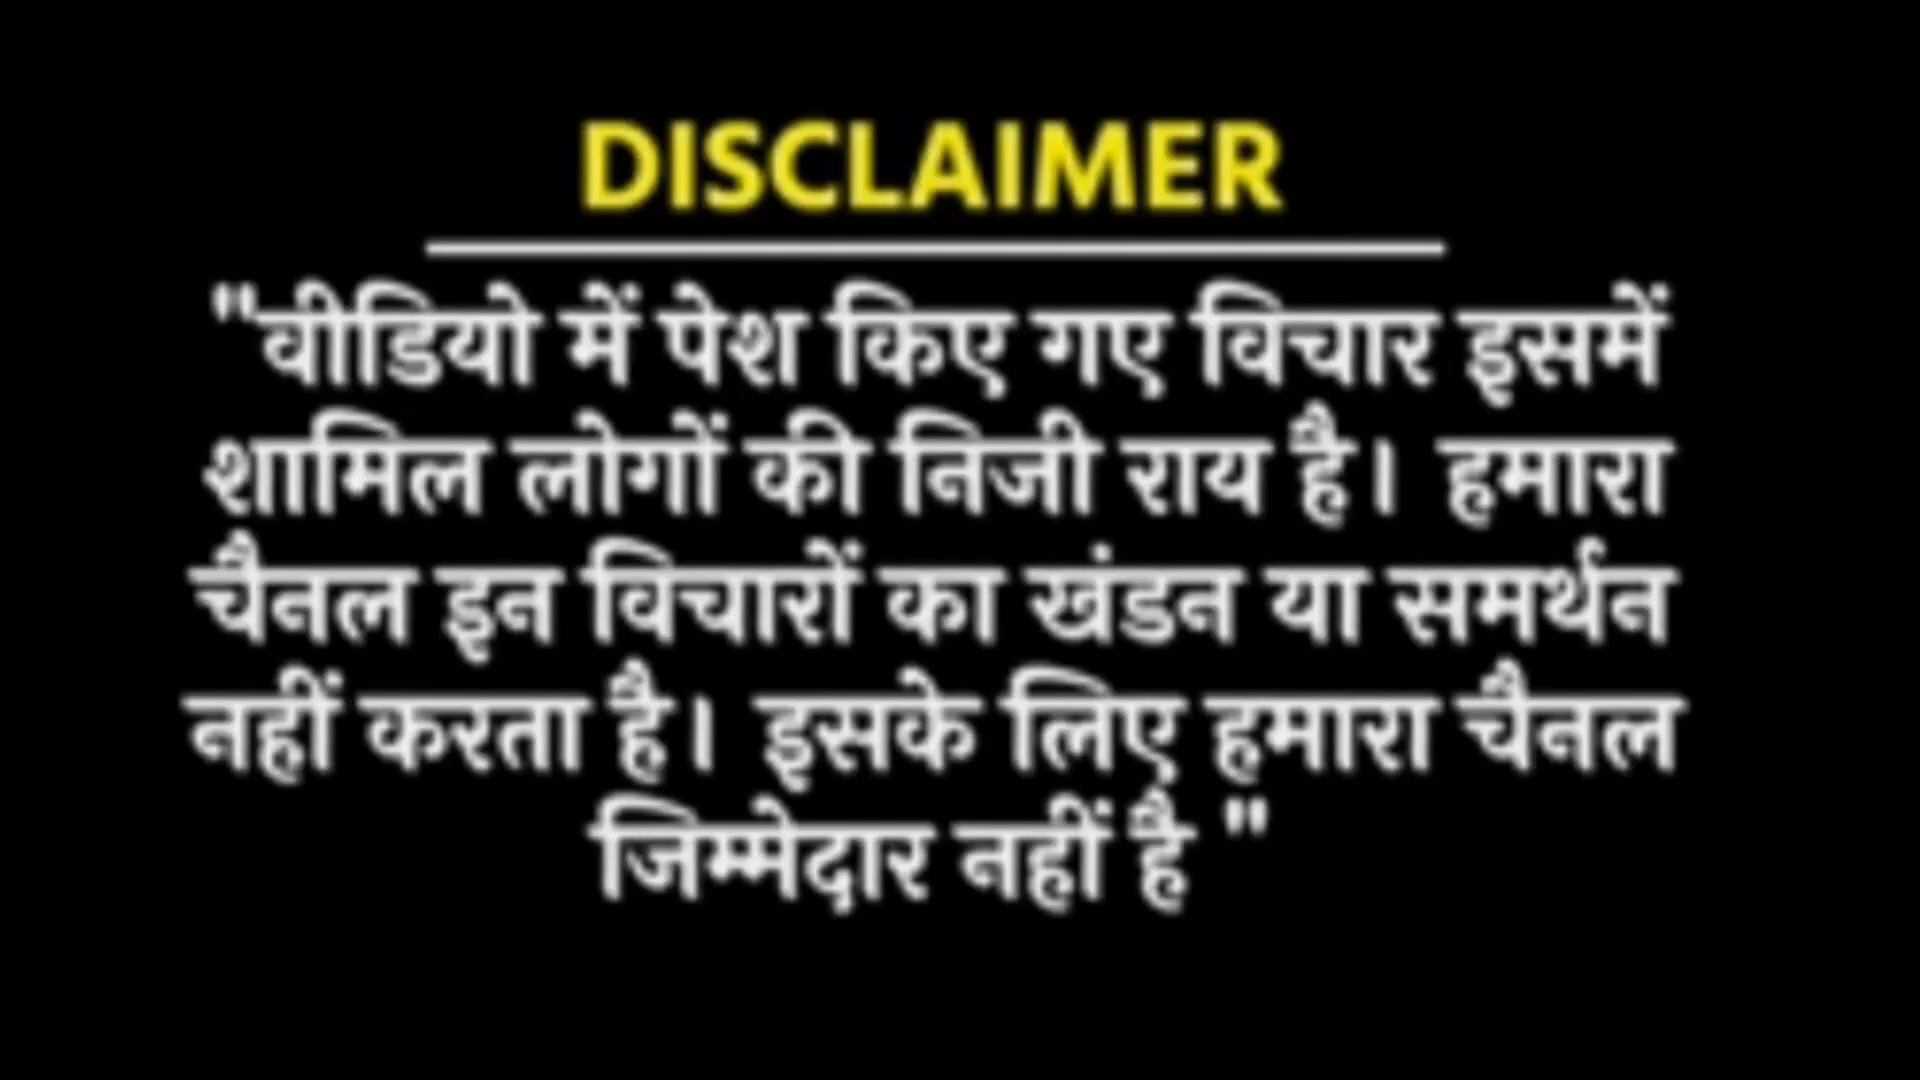 DISCLAIMER
"वीडियो में पेश किए गए विचार इसमें
शामिल लोगों की निजी राय है। हमारा
चैनल इन विचारों का खंडन या समर्थन
नहीं करता है। इसके लिए हमारा चैनल
जिम्मेदार नहीं है "